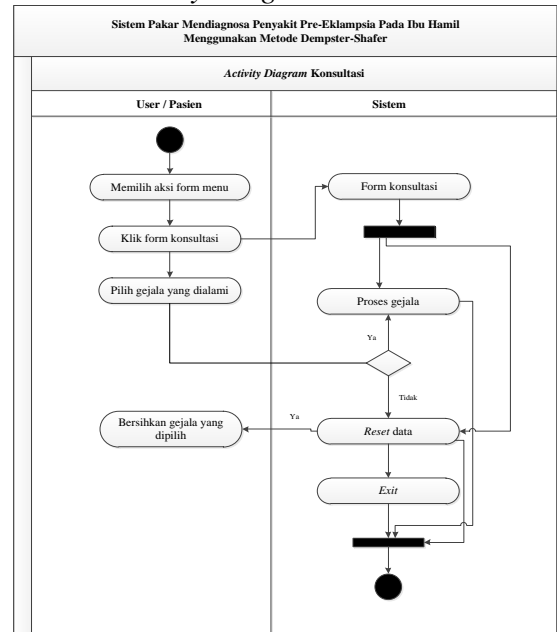 Sistem Pakar Mendiagnosa Penyakit Pre-Eklampsia Pada Ibu Hamil
Menggunakan Metode Dempster-Shafer
Activity Diagram Konsultasi
User / Pasien
Sistem
Memilih aksi form menu
Form konsultasi
Klik form konsultasi
Pilih gejala yang dialami
Proses gejala
Ya
Tidak
Bersihkan gejala yang
dipilih
Ya
Reset data
Exit